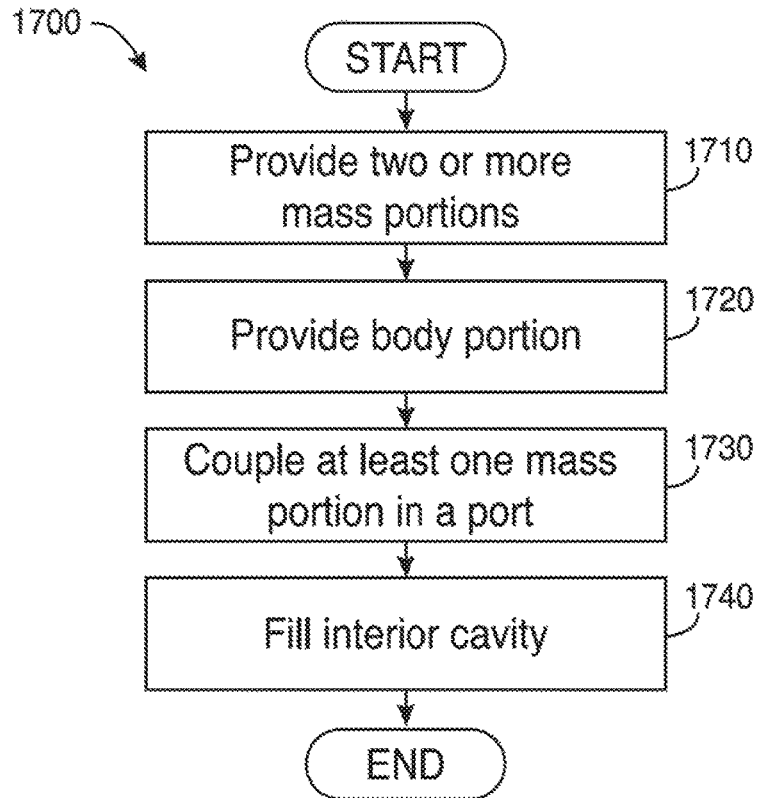 1700
START
Provide two or more
mass portions
1710
Provide body portion
1720
Couple at least one mass
portion in a port
1730
Fill interior cavity
1740
END